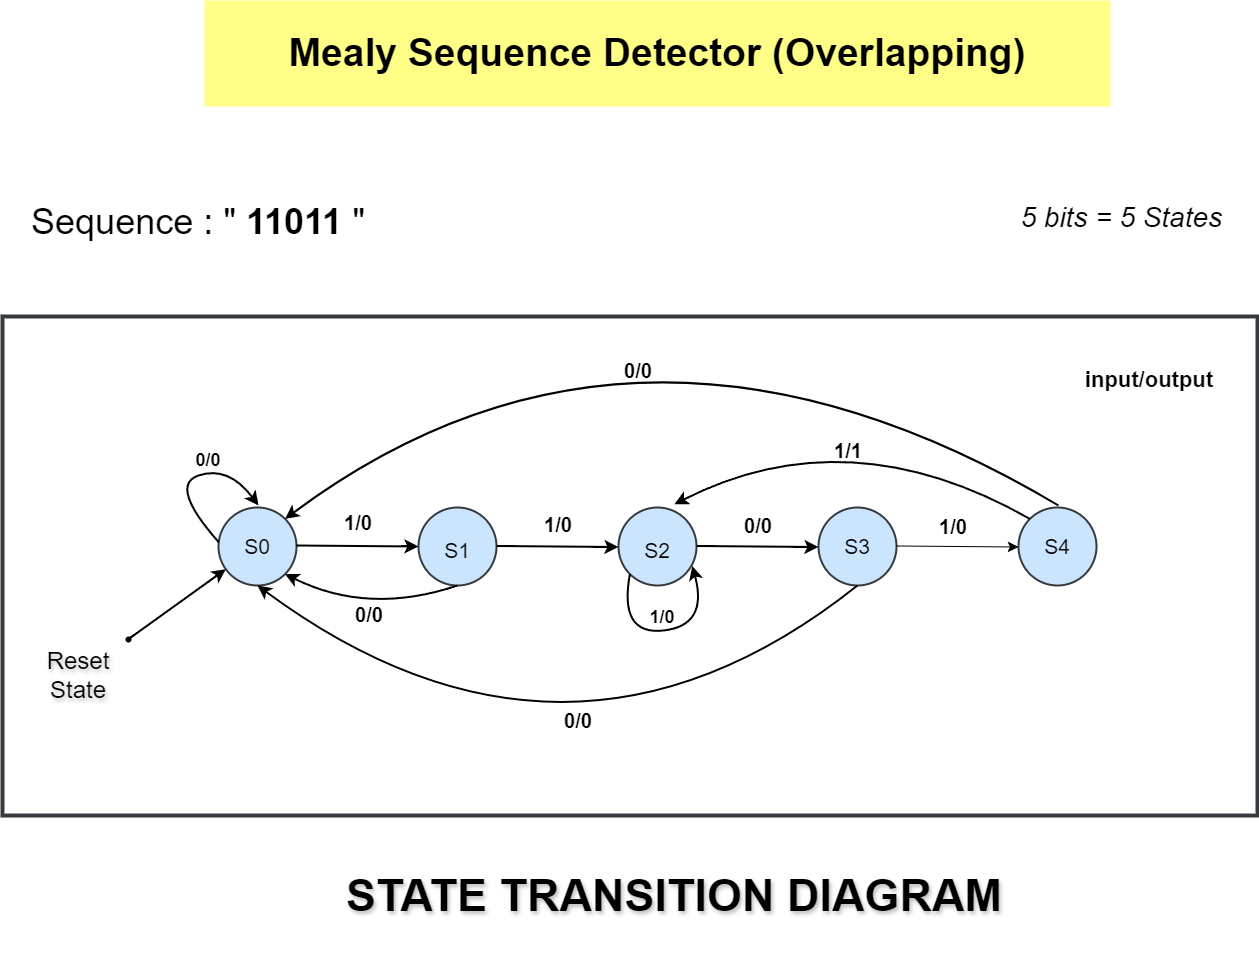 Mealy Sequence Detector (Overlapping)
Sequence : " 11011 "
5 bits = 5 States
0/0
input/output
1/1
0/0
1/0
1/0
0/0
1/0
S0
S1
S2
S3
S4
0/0
1/0
Reset
State
0/0
STATE TRANSITION DIAGRAM